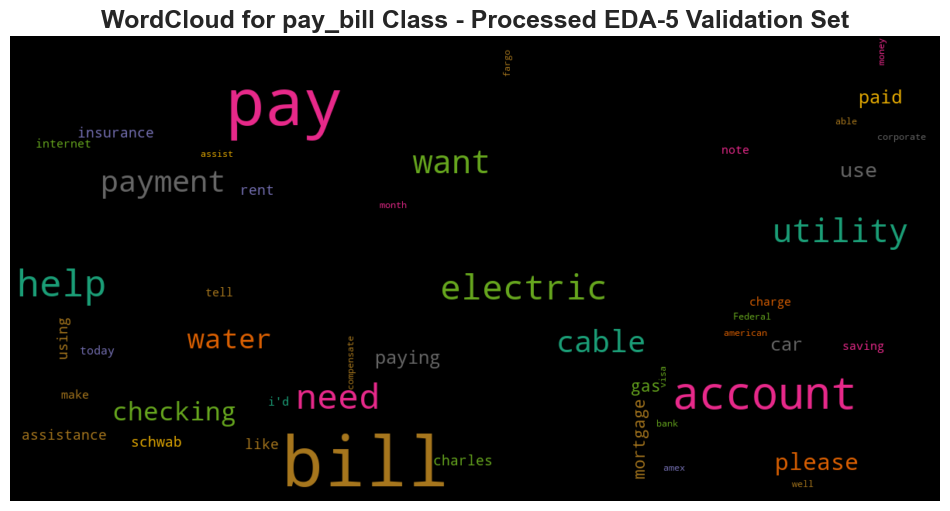 WordCloud for pay_bill Class - Processed EDA-5 Validation Set
fargo
money
pay
paid
able
insurance
corporate
internet
assist
want
note
payment
rent
use
month
utility
help
electric
tell
charge
Federal
american
using
water
cable
car
saving
today
paying
compensate
gas
visa
make
i'd
need
account
checking
mortgage
bank
assistance
schwab
like
bill
charles
please
amex
well